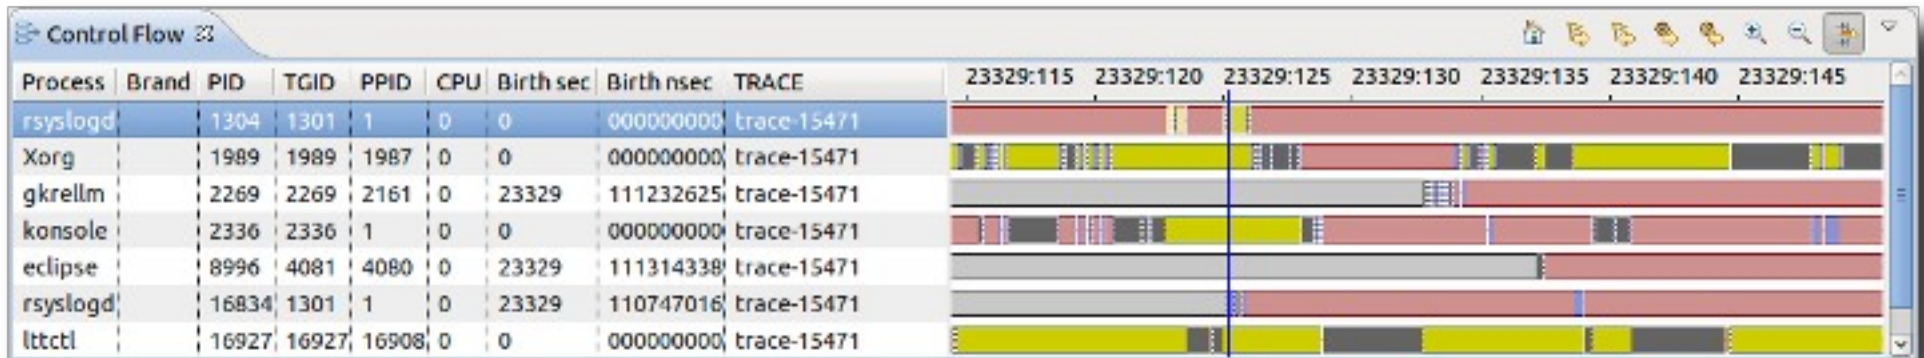 Control Flow
Process Brand PID TGID PPID CPU Birth sec Birth nsec TRACE 23329:115 23329:120 23329:125 23329:130 23329:135 23329:140 23329:145
rsyslogd 1304 1301 1 0 0 000000000 trace-15471
Xorg 1989 1989 1987 0 0 000000000 trace-15471
gkrellm 2269 2269 2161 0 23329 111232625 trace-15471
konsole 2336 2336 1 0 0 000000000 trace-15471
eclipse 8996 4081 4080 0 23329 111314338 trace-15471
rsyslogd 16834 1301 1 0 23329 110747016 trace-15471
lttctl 16927 16927 16908 0 0 000000000 trace-15471